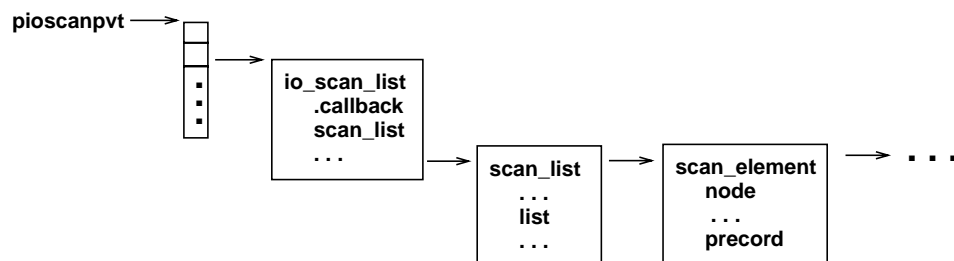 pioscanpvt
io_scan_list
.callback
scan_list
. . .
scan_list
. . .
list
. . .
scan_element
node
. . .
precord
. . .